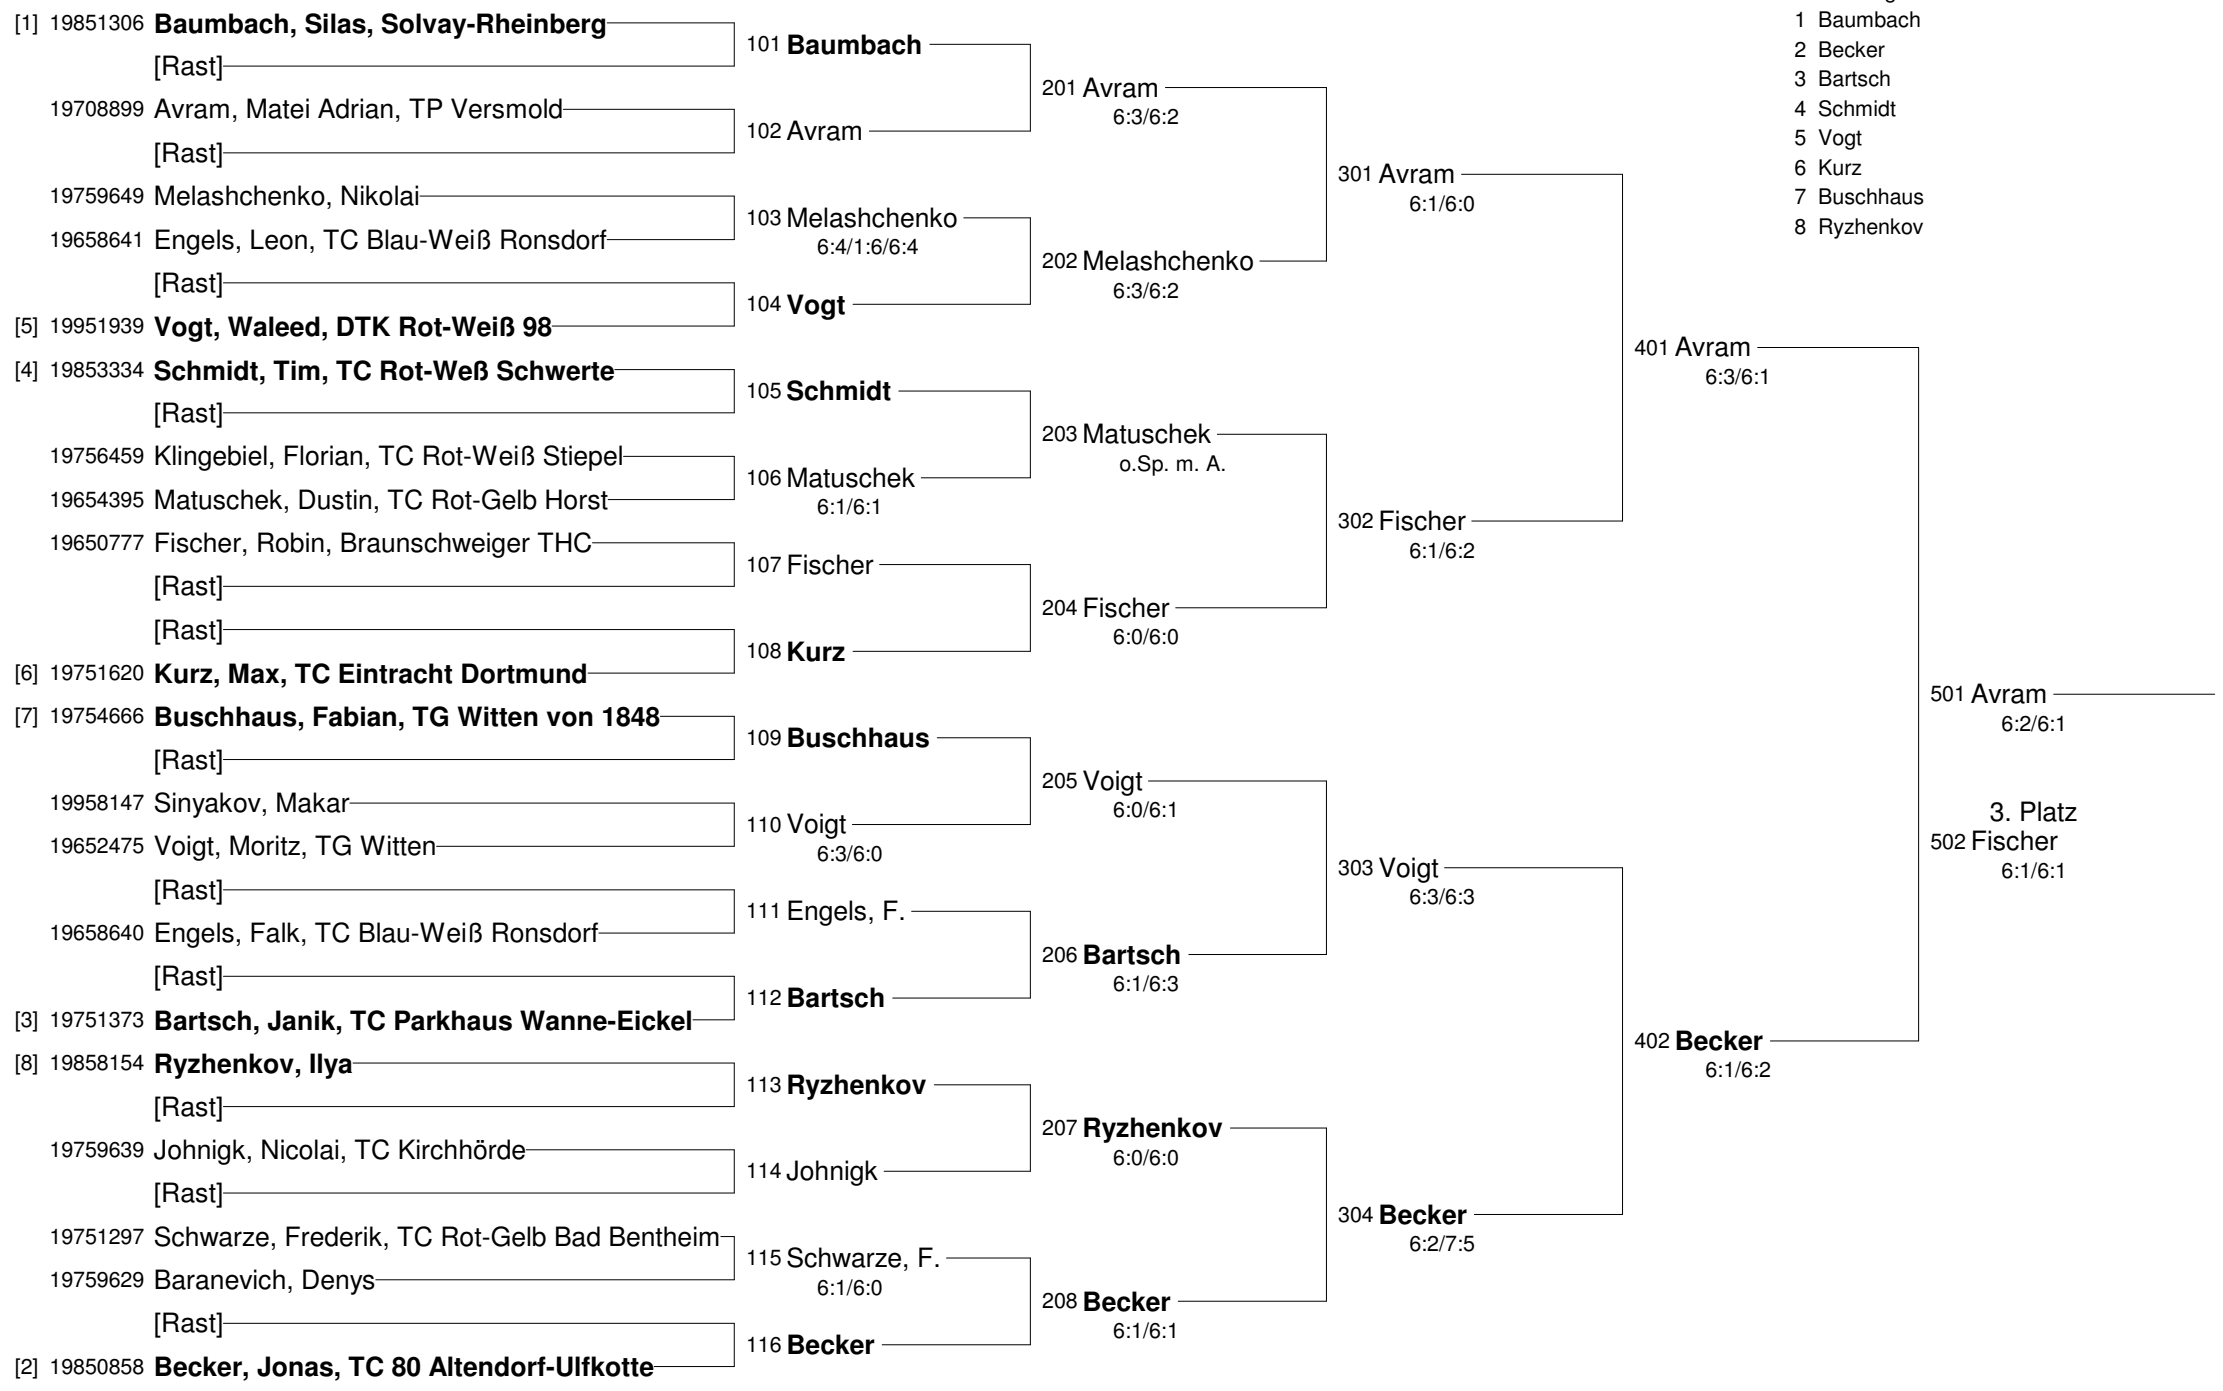 [1] 19851306 Baumbach, Silas, Solvay-Rheinberg
[Rast]
19708899 Avram, Matei Adrian, TP Versmold
[Rast]
19759649 Melashchenko, Nikolai
19658641 Engels, Leon, TC Blau-Weiß Ronsdorf
[Rast]
[5] 19951939 Vogt, Waleed, DTK Rot-Weiß 98
[4] 19853334 Schmidt, Tim, TC Rot-Weß Schwerte
[Rast]
19756459 Klingebiel, Florian, TC Rot-Weiß Stiepel
19654395 Matuschek, Dustin, TC Rot-Gelb Horst
19650777 Fischer, Robin, Braunschweiger THC
[Rast]
[Rast]
[6] 19751620 Kurz, Max, TC Eintracht Dortmund
[7] 19754666 Buschhaus, Fabian, TG Witten von 1848
[Rast]
19958147 Sinyakov, Makar
19652475 Voigt, Moritz, TG Witten
[Rast]
19658640 Engels, Falk, TC Blau-Weiß Ronsdorf
[Rast]
[3] 19751373 Bartsch, Janik, TC Parkhaus Wanne-Eickel
[8] 19858154 Ryzhenkov, Ilya
[Rast]
19759639 Johnigk, Nicolai, TC Kirchhörde
[Rast]
19751297 Schwarze, Frederik, TC Rot-Gelb Bad Bentheim
19759629 Baranevich, Denys
[Rast]
[2] 19850858 Becker, Jonas, TC 80 Altendorf-Ulfkotte
101 Baumbach
102 Avram
103 Melashchenko
6:4/1:6/6:4
104 Vogt
105 Schmidt
106 Matuschek
6:1/6:1
107 Fischer
108 Kurz
109 Buschhaus
110 Voigt
6:3/6:0
111 Engels, F.
112 Bartsch
113 Ryzhenkov
114 Johnigk
115 Schwarze, F.
6:1/6:0
116 Becker
201 Avram
6:3/6:2
202 Melashchenko
6:3/6:2
203 Matuschek
o.Sp. m. A.
204 Fischer
6:0/6:0
205 Voigt
6:0/6:1
206 Bartsch
6:1/6:3
207 Ryzhenkov
6:0/6:0
208 Becker
6:1/6:1
301 Avram
6:1/6:0
302 Fischer
6:1/6:2
303 Voigt
6:3/6:3
304 Becker
6:2/7:5
401 Avram
6:3/6:1
402 Becker
6:1/6:2
501 Avram
6:2/6:1
3. Platz
502 Fischer
6:1/6:1
1 Baumbach
2 Becker
3 Bartsch
4 Schmidt
5 Vogt
6 Kurz
7 Buschhaus
8 Ryzhenkov